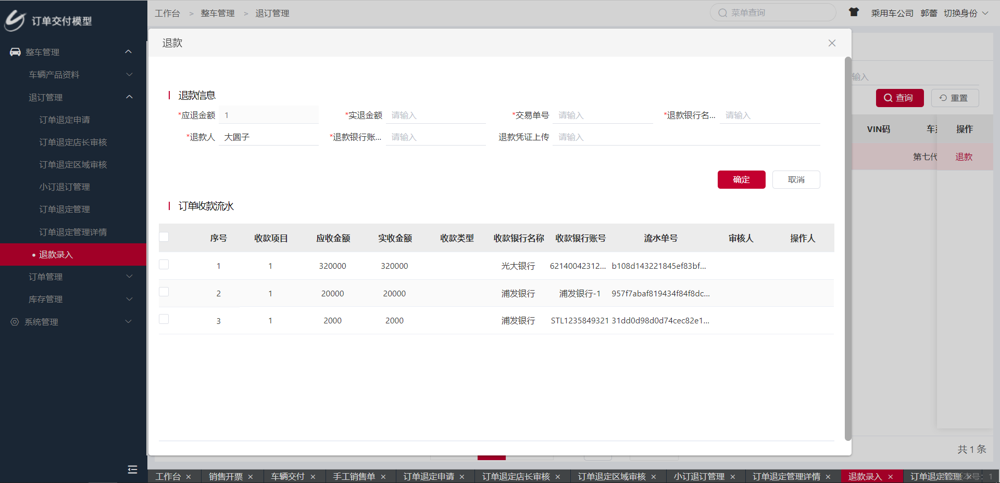 订单交付模型
整车管理
车辆产品资料
退订管理
订单退定申请
订单退定店长审核
订单退定区域审核
小订退订管理
订单退定管理
订单退定管理详情
退款录入
订单管理
库存管理
系统管理
工作台 > 整车管理 > 退订管理
菜单查询
乘用车公司 郭蕾 切换身份
退款
退款信息
*应退金额 1 *实退金额 请输入 *交易单号 请输入 *退款银行名... 请输入
*退款人 大圆子 *退款银行账... 请输入 退款凭证上传 请输入
确定 取消
订单收款流水
序号 收款项目 应收金额 实收金额 收款类型 收款银行名称 收款银行账号 流水单号 审核人 操作人
1 1 320000 320000 光大银行 62140042312... b108d143221845ef83bf...
2 1 20000 20000 浦发银行 浦发银行-1 957f7abaf819434f84f8dc...
3 1 2000 2000 浦发银行 STL1235849321 31dd0d98d0d74cec82e1...
输入
查询 重置
VIN码 操作
第七代 退款
共 1 条
工作台 × 销售开票 × 车辆交付 × 手工销售单 × 订单退定申请 × 订单退定店长审核 × 订单退定区域审核 × 小订退订管理 × 订单退定管理详情 × 退款录入 × 订单退定管理